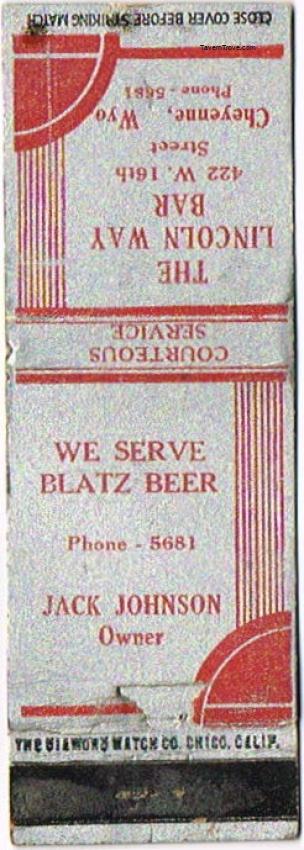 CLOSE COVER BEFORE STRIKING MATCH
TavernTrove.com
THE
LINCOLN WAY
BAR
422 W. 16th
Street
Cheyenne, Wyo
Phone - 5681
COURTEOUS
SERVICE
WE SERVE
BLATZ BEER
Phone - 5681
JACK JOHNSON
Owner
THE DIAMOND MATCH CO. CHICO, CALIF.